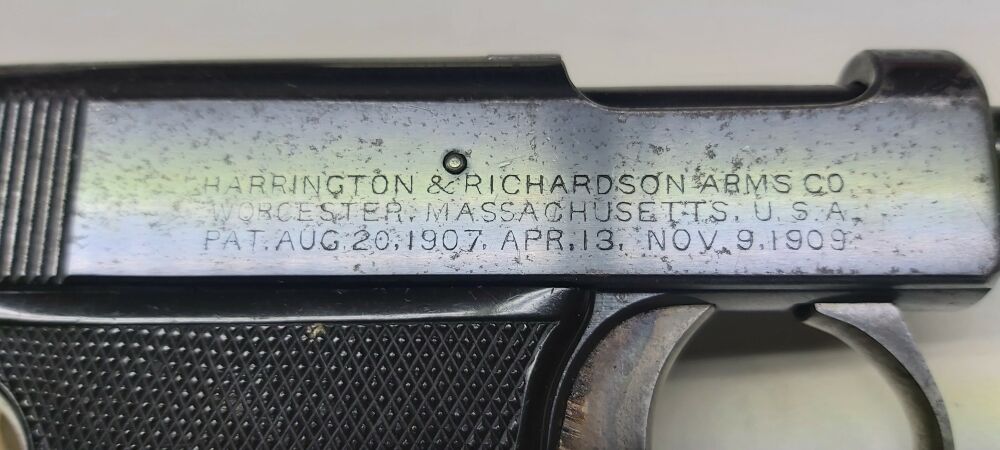 HARRINGTON & RICHARDSON ARMS CO
WORCESTER, MASSACHUSETTS, U.S.A.
PAT. AUG. 20, 1907, APR. 13, NOV. 9, 1909